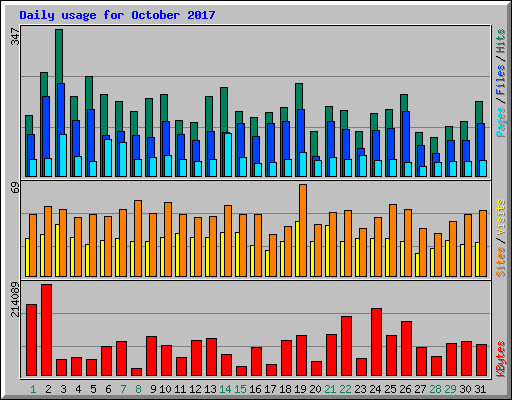 Daily usage for October 2017
347
Pages / Files / Hits
69
Sites / Visits
214089
KBytes
1 2 3 4 5 6 7 8 9 10 11 12 13 14 15 16 17 18 19 20 21 22 23 24 25 26 27 28 29 30 31